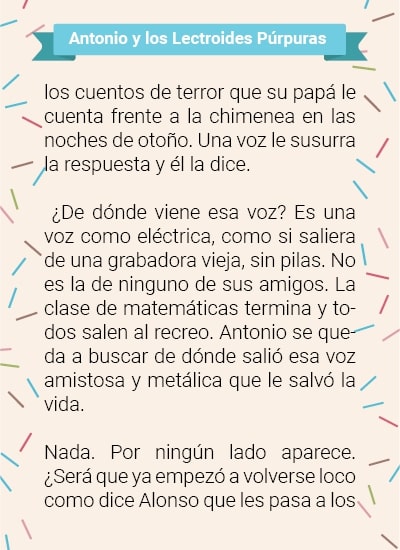 Antonio y los Lectroides Púrpuras
los cuentos de terror que su papá le
cuenta frente a la chimenea en las
noches de otoño. Una voz le susurra
la respuesta y él la dice.
¿De dónde viene esa voz? Es una
voz como eléctrica, como si saliera
de una grabadora vieja, sin pilas. No
es la de ninguno de sus amigos. La
clase de matemáticas termina y to-
dos salen al recreo. Antonio se que-
da a buscar de dónde salió esa voz
amistosa y metálica que le salvó la
vida.
Nada. Por ningún lado aparece.
¿Será que ya empezó a volverse loco
como dice Alonso que les pasa a los